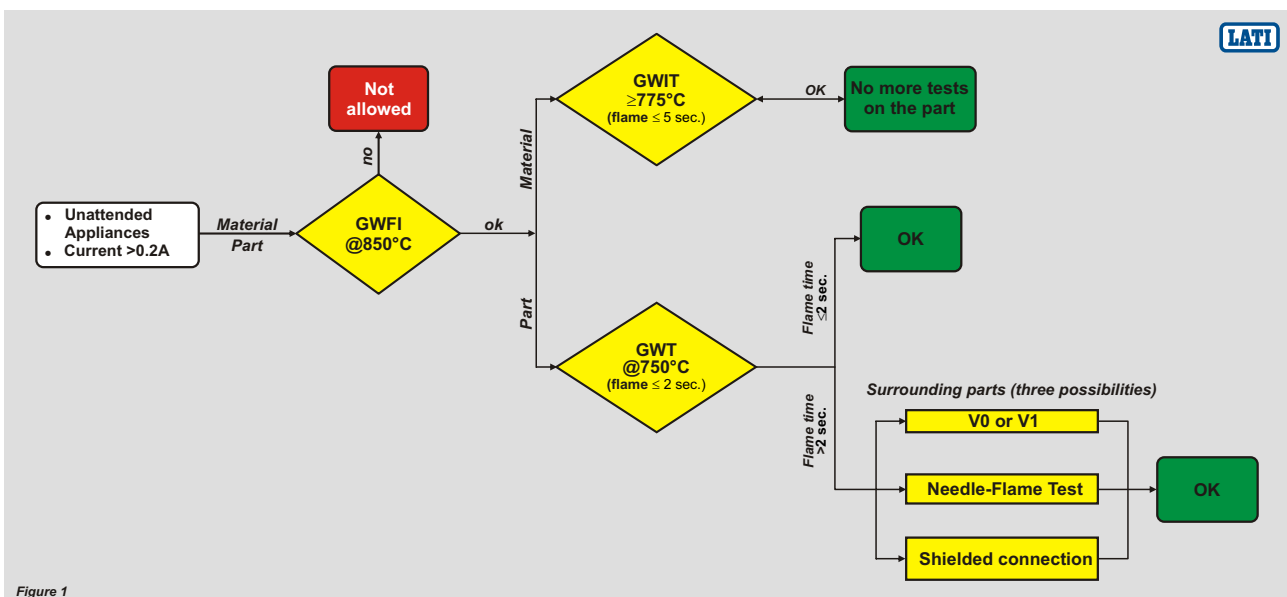 LATI
Not
allowed
GWIT
≥775°C
(flame ≤ 5 sec.)
OK
No more tests
on the part
no
Material
• Unattended
Appliances
• Current >0.2A
Material
Part
GWFI
@850°C
ok
OK
Part
Flame time
≤2 sec.
GWT
@750°C
(flame ≤ 2 sec.)
Flame time
>2 sec.
Surrounding parts (three possibilities)
V0 or V1
Needle-Flame Test
OK
Shielded connection
Figure 1